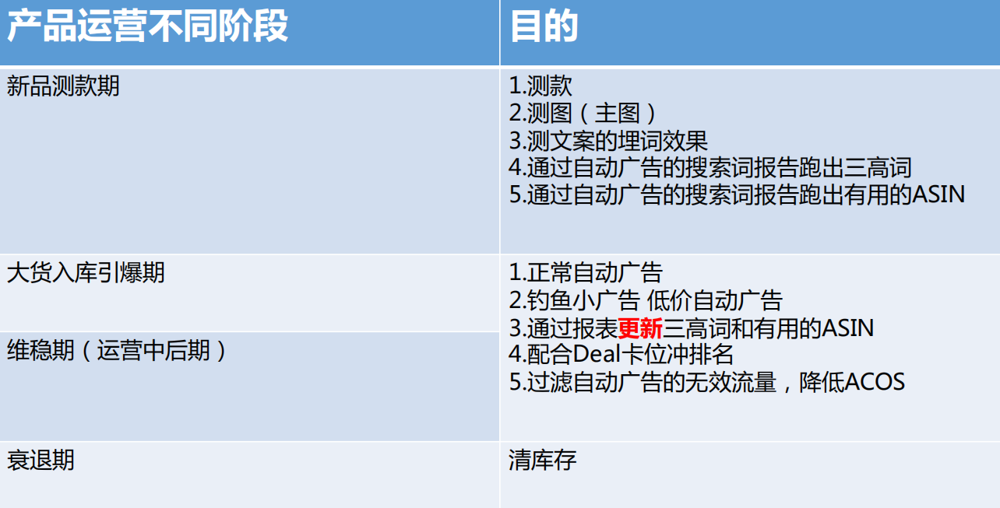 产品运营不同阶段
目的
新品测款期
1.测款
2.测图（主图）
3.测文案的埋词效果
4.通过自动广告的搜索词报告跑出三高词
5.通过自动广告的搜索词报告跑出有用的ASIN
大货入库引爆期
维稳期（运营中后期）
1.正常自动广告
2.钓鱼小广告 低价自动广告
3.通过报表更新三高词和有用的ASIN
4.配合Deal卡位冲排名
5.过滤自动广告的无效流量，降低ACOS
衰退期
清库存